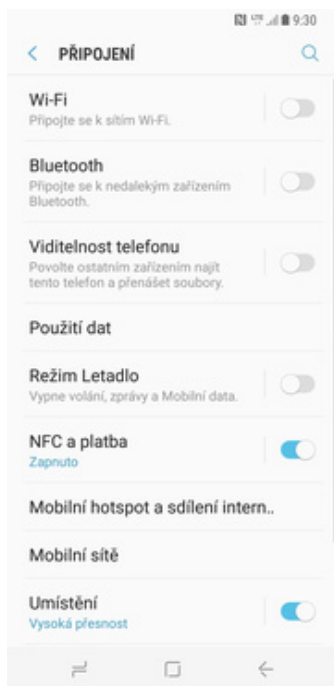 LTE 9:30
PŘIPOJENÍ
Wi-Fi
Připojte se k sítím Wi-Fi.
Bluetooth
Připojte se k nedalekým zařízením
Bluetooth.
Viditelnost telefonu
Povolte ostatním zařízením najít
tento telefon a přenášet soubory.
Použití dat
Režim Letadlo
Vypne volání, zprávy a Mobilní data.
NFC a platba
Zapnuto
Mobilní hotspot a sdílení intern..
Mobilní sítě
Umístění
Vysoká přesnost